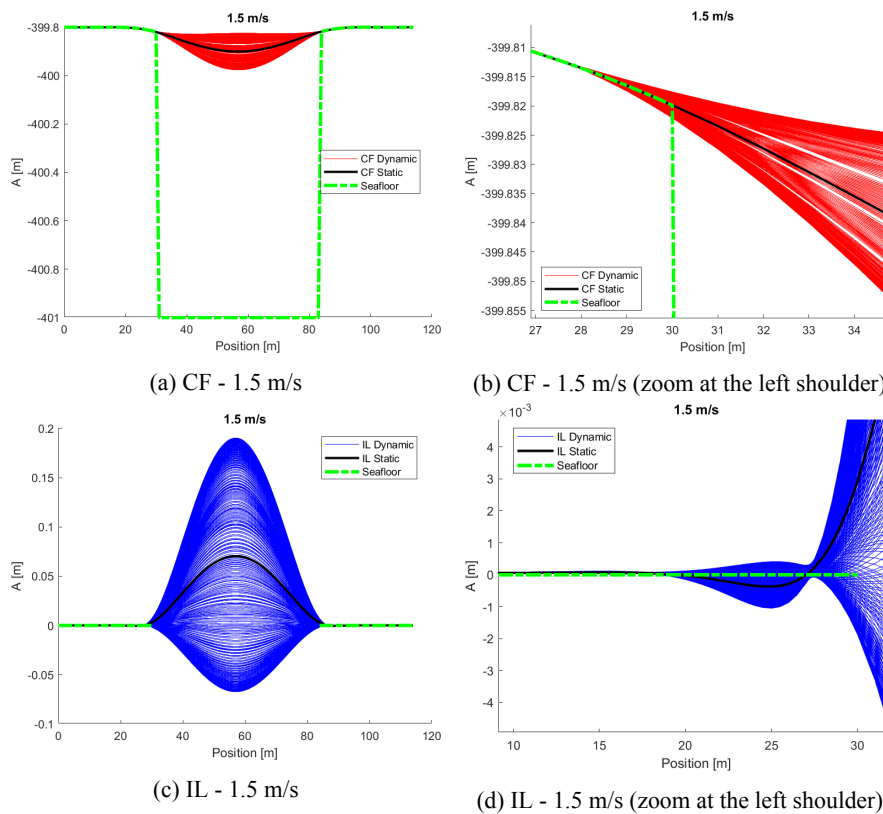 1.5 m/s
-399.8
-400
-400.2
-400.4
-400.6
-400.8
-401
A [m]
CF Dynamic
CF Static
Seafloor
0 20 40 60 80 100 120
Position [m]
(a) CF - 1.5 m/s
1.5 m/s
-399.81
-399.815
-399.82
-399.825
-399.83
-399.835
-399.84
-399.845
-399.85
-399.855
A [m]
CF Dynamic
CF Static
Seafloor
27 28 29 30 31 32 33 34
Position [m]
(b) CF - 1.5 m/s (zoom at the left shoulder)
1.5 m/s
0.2
0.15
0.1
0.05
0
-0.05
-0.1
A [m]
IL Dynamic
IL Static
Seafloor
0 20 40 60 80 100 120
Position [m]
(c) IL - 1.5 m/s
1.5 m/s
×10⁻³
4
3
2
1
0
-1
-2
-3
-4
A [m]
IL Dynamic
IL Static
Seafloor
10 15 20 25 30
Position [m]
(d) IL - 1.5 m/s (zoom at the left shoulder)